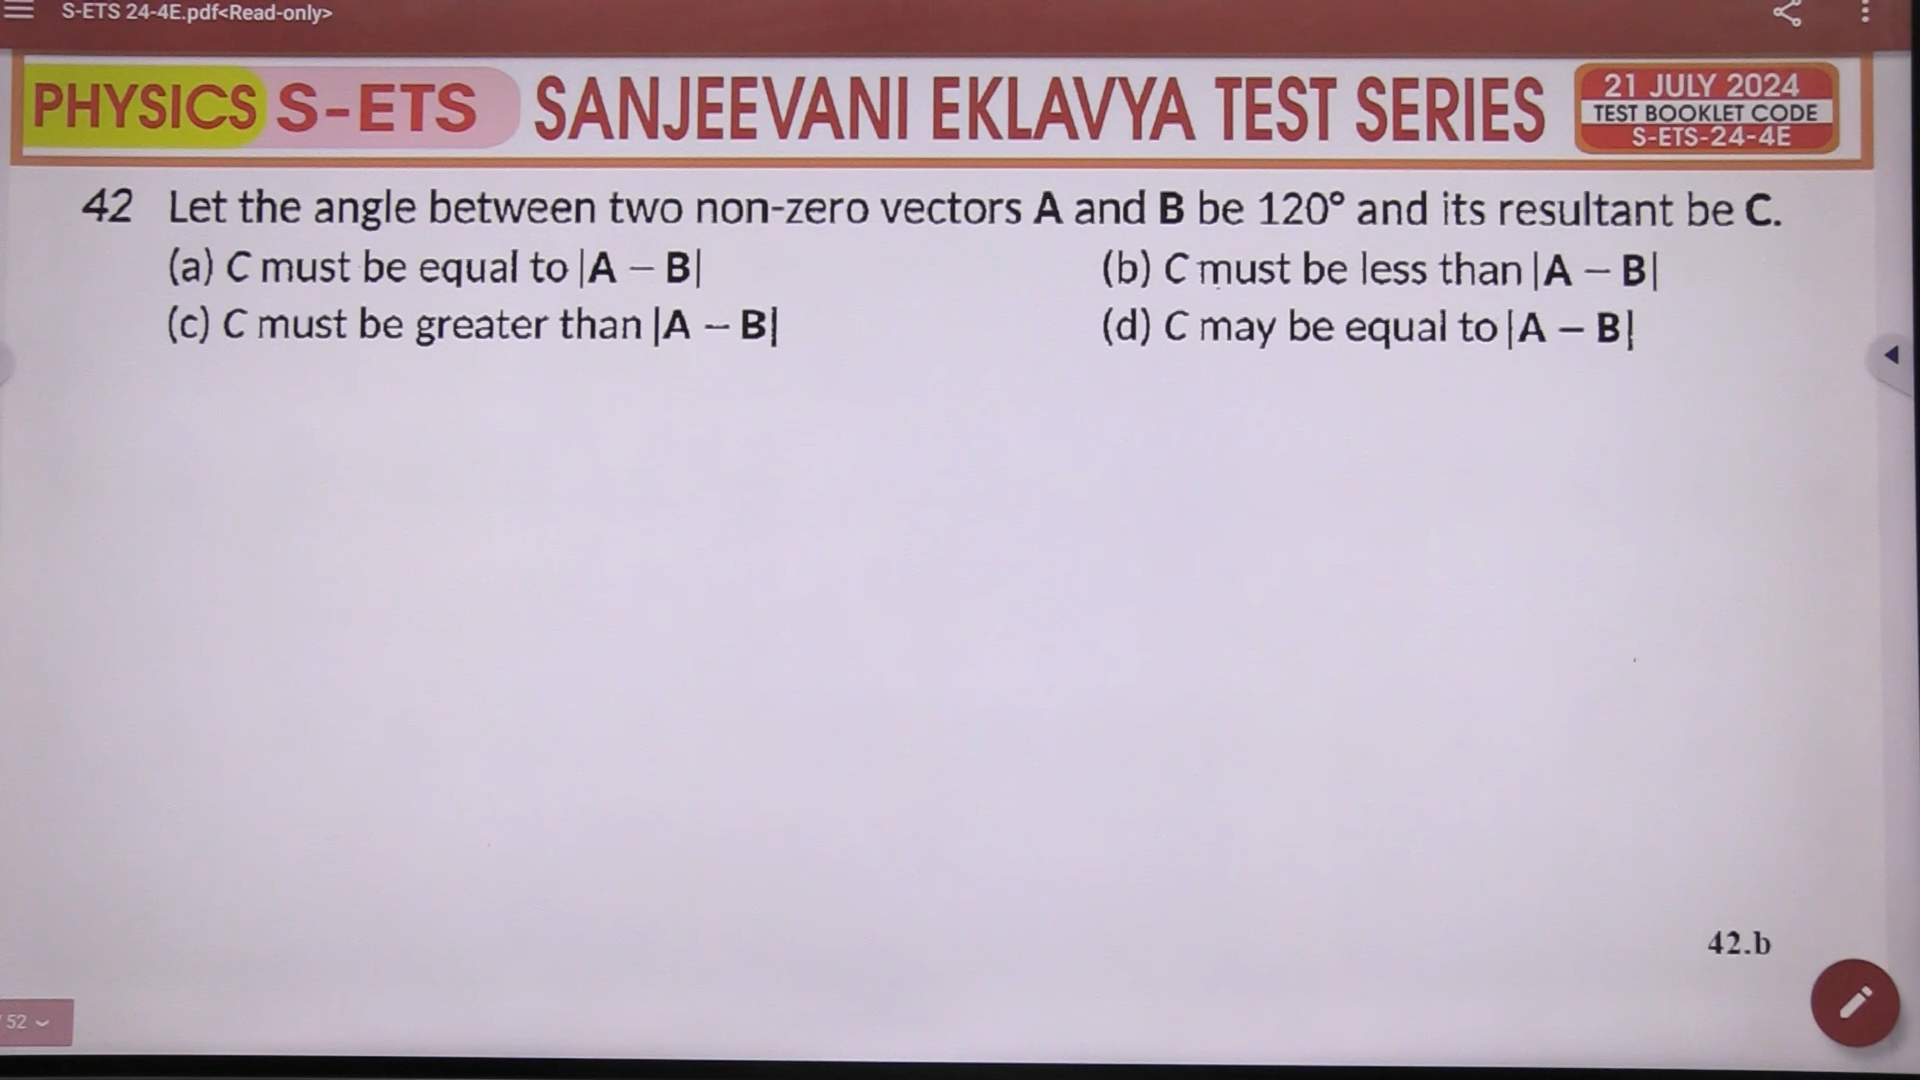 S-ETS 24-4E.pdf<Read-only>
PHYSICS S-ETS SANJEEVANI EKLAVYA TEST SERIES
21 JULY 2024
TEST BOOKLET CODE
S-ETS-24-4E
42 Let the angle between two non-zero vectors A and B be 120° and its resultant be C.
(a) C must be equal to |A – B| (b) C must be less than |A – B|
(c) C must be greater than |A – B| (d) C may be equal to |A – B|
42.b
/ 52